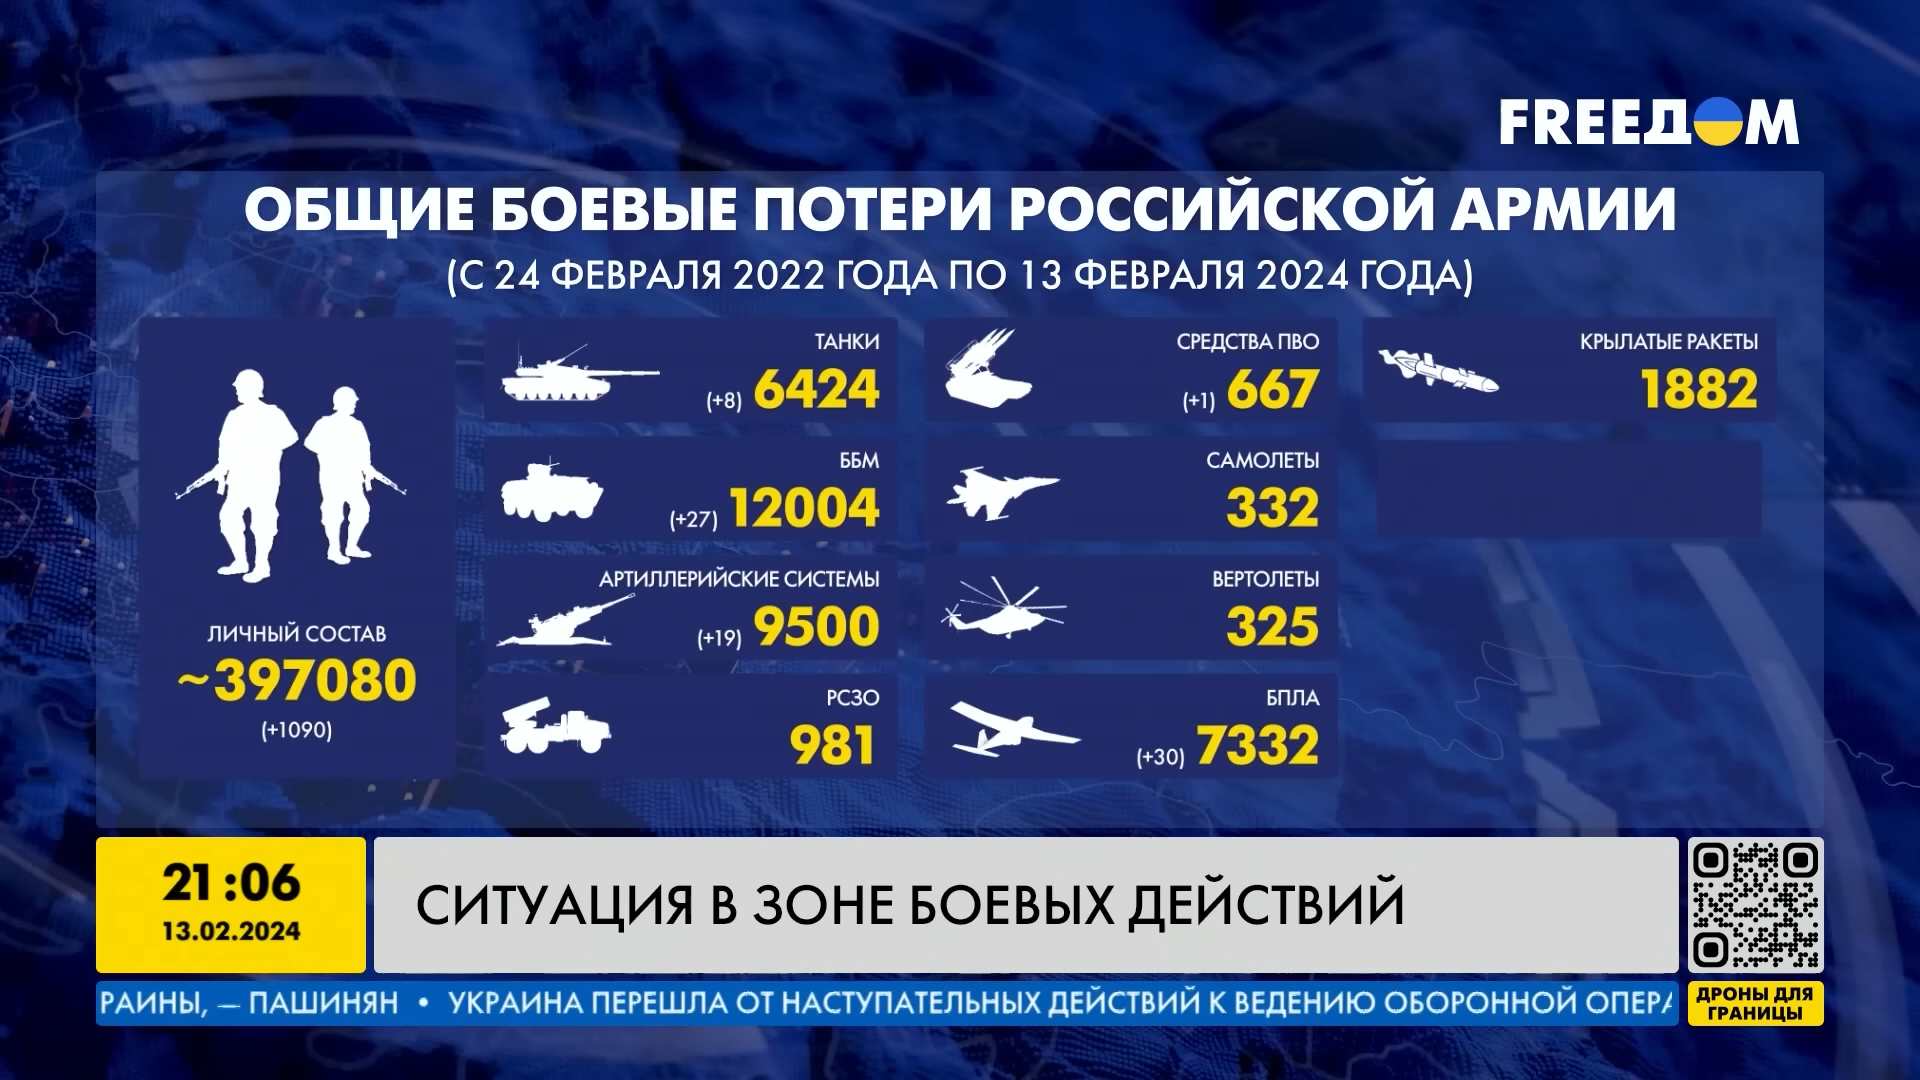 FREEДOM
ОБЩИЕ БОЕВЫЕ ПОТЕРИ РОССИЙСКОЙ АРМИИ
(С 24 ФЕВРАЛЯ 2022 ГОДА ПО 13 ФЕВРАЛЯ 2024 ГОДА)
ЛИЧНЫЙ СОСТАВ
~397080
(+1090)
ТАНКИ
(+8) 6424
ББМ
(+27) 12004
АРТИЛЛЕРИЙСКИЕ СИСТЕМЫ
(+19) 9500
РСЗО
981
СРЕДСТВА ПВО
(+1) 667
САМОЛЕТЫ
332
ВЕРТОЛЕТЫ
325
БПЛА
(+30) 7332
КРЫЛАТЫЕ РАКЕТЫ
1882
21:06
13.02.2024
СИТУАЦИЯ В ЗОНЕ БОЕВЫХ ДЕЙСТВИЙ
РАИНЫ, — ПАШИНЯН • УКРАИНА ПЕРЕШЛА ОТ НАСТУПАТЕЛЬНЫХ ДЕЙСТВИЙ К ВЕДЕНИЮ ОБОРОННОЙ ОПЕРА
ДРОНЫ ДЛЯ
ГРАНИЦЫ